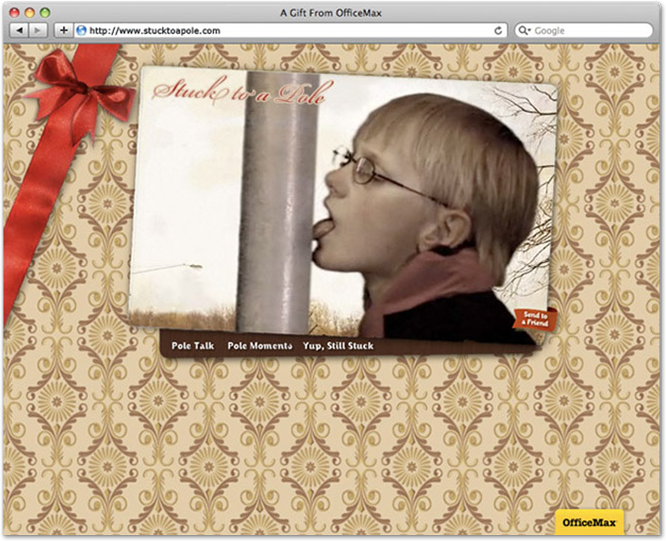 A Gift From OfficeMax
http://www.stucktoapole.com
Google
Stuck to a Pole
Send to
a Friend
Pole Talk Pole Moments Yup, Still Stuck
OfficeMax